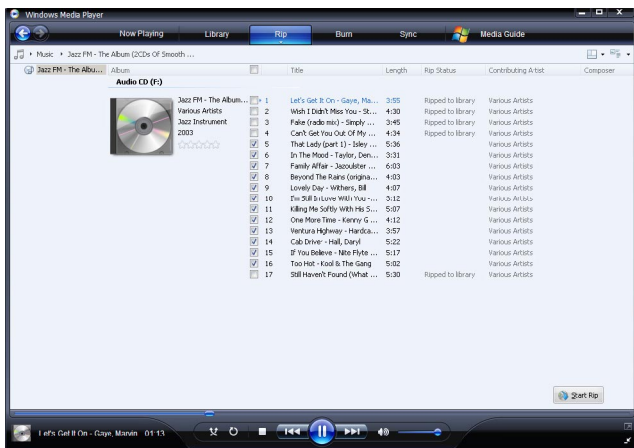 Windows Media Player
Now Playing Library Rip Burn Sync Media Guide
Music Jazz FM - The Album (2CDs Of Smooth ...
Jazz FM - The Albu... Album Title Length Rip Status Contributing Artist Composer
Audio CD (F:)
Jazz FM - The Album... 1 Let's Get It On - Gaye, Ma... 3:55 Ripped to library Various Artists
Various Artists 2 Wish I Didn't Miss You - St... 4:30 Ripped to library Various Artists
Jazz Instrument 3 Fake (radio mix) - Simply ... 3:45 Ripped to library Various Artists
2003 4 Can't Get You Out Of My ... 4:34 Ripped to library Various Artists
5 That Lady (part 1) - Isley ... 5:36 Various Artists
6 In The Mood - Taylor, Den... 3:31 Various Artists
7 Family Affair - Jazoulster ... 6:03 Various Artists
8 Beyond The Rains (origina... 4:03 Various Artists
9 Lovely Day - Withers, Bill 4:07 Various Artists
10 I'm Still In Love With You - ... 5:12 Various Artists
11 Killing Me Softly With His S... 5:07 Various Artists
12 One More Time - Kenny G ... 4:12 Various Artists
13 Ventura Highway - Hardca... 3:57 Various Artists
14 Cab Driver - Hall, Daryl 5:22 Various Artists
15 If You Believe - Nite Flyte ... 5:17 Various Artists
16 Too Hot - Kool & The Gang 5:02 Various Artists
17 Still Haven't Found (What ... 5:30 Ripped to library Various Artists
Start Rip
Let's Get It On - Gaye, Marvin 01:13